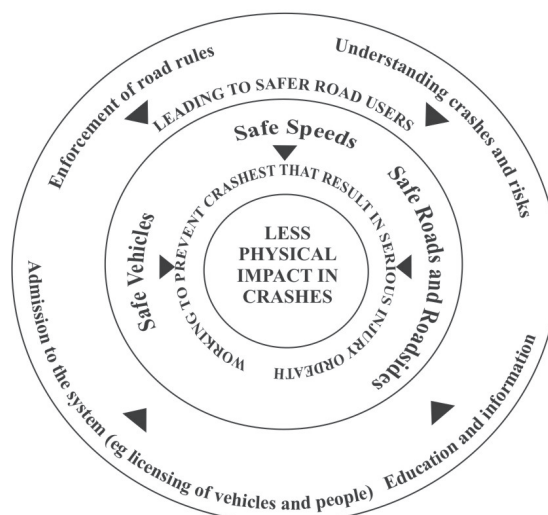 Enforcement of road rules
Understanding crashes and risks
LEADING TO SAFER ROAD USERS
Safe Speeds
Safe Vehicles
Safe Roads and Roadsides
WORKING TO PREVENT CRASHEST THAT RESULT IN SERIOUS INJURY ORDEATH
LESS
PHYSICAL
IMPACT IN
CRASHES
Admission to the system (eg licensing of vehicles and people)
Education and information